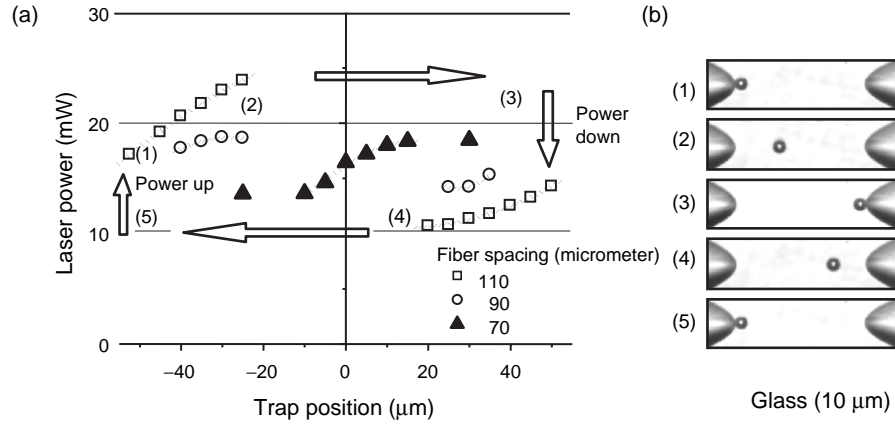 (a)
30
20
10
0
Laser power (mW)
(1)
(2)
(3)
(4)
(5)
Power up
Power
down
Fiber spacing (micrometer)
110
90
70
−40
−20
0
20
40
Trap position (μm)
(b)
(1)
(2)
(3)
(4)
(5)
Glass (10 μm)